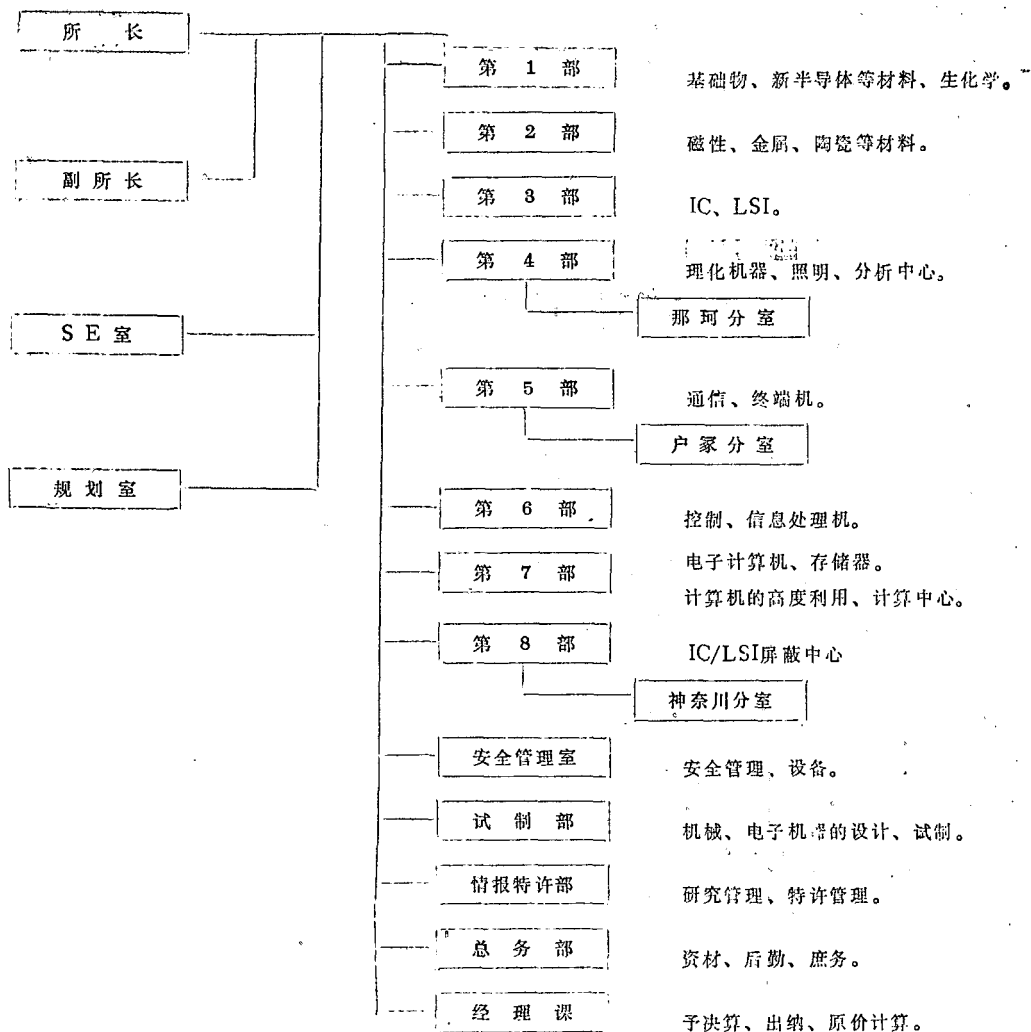 所 长
第 1 部
基础物、新半导体等材料、生化学。
第 2 部
磁性、金属、陶瓷等材料。
副所长
第 3 部
IC、LSI。
第 4 部
理化机器、照明、分析中心。
那珂分室
SE室
第 5 部
通信、终端机。
户冢分室
规划室
第 6 部
控制、信息处理机。
第 7 部
电子计算机、存储器。
计算机的高度利用、计算中心。
第 8 部
IC/LSI屏蔽中心
神奈川分室
安全管理室
安全管理、设备。
试 制 部
机械、电子机器的设计、试制。
情报特许部
研究管理、特许管理。
总 务 部
资材、后勤、庶务。
经 理 课
予决算、出纳、原价计算。